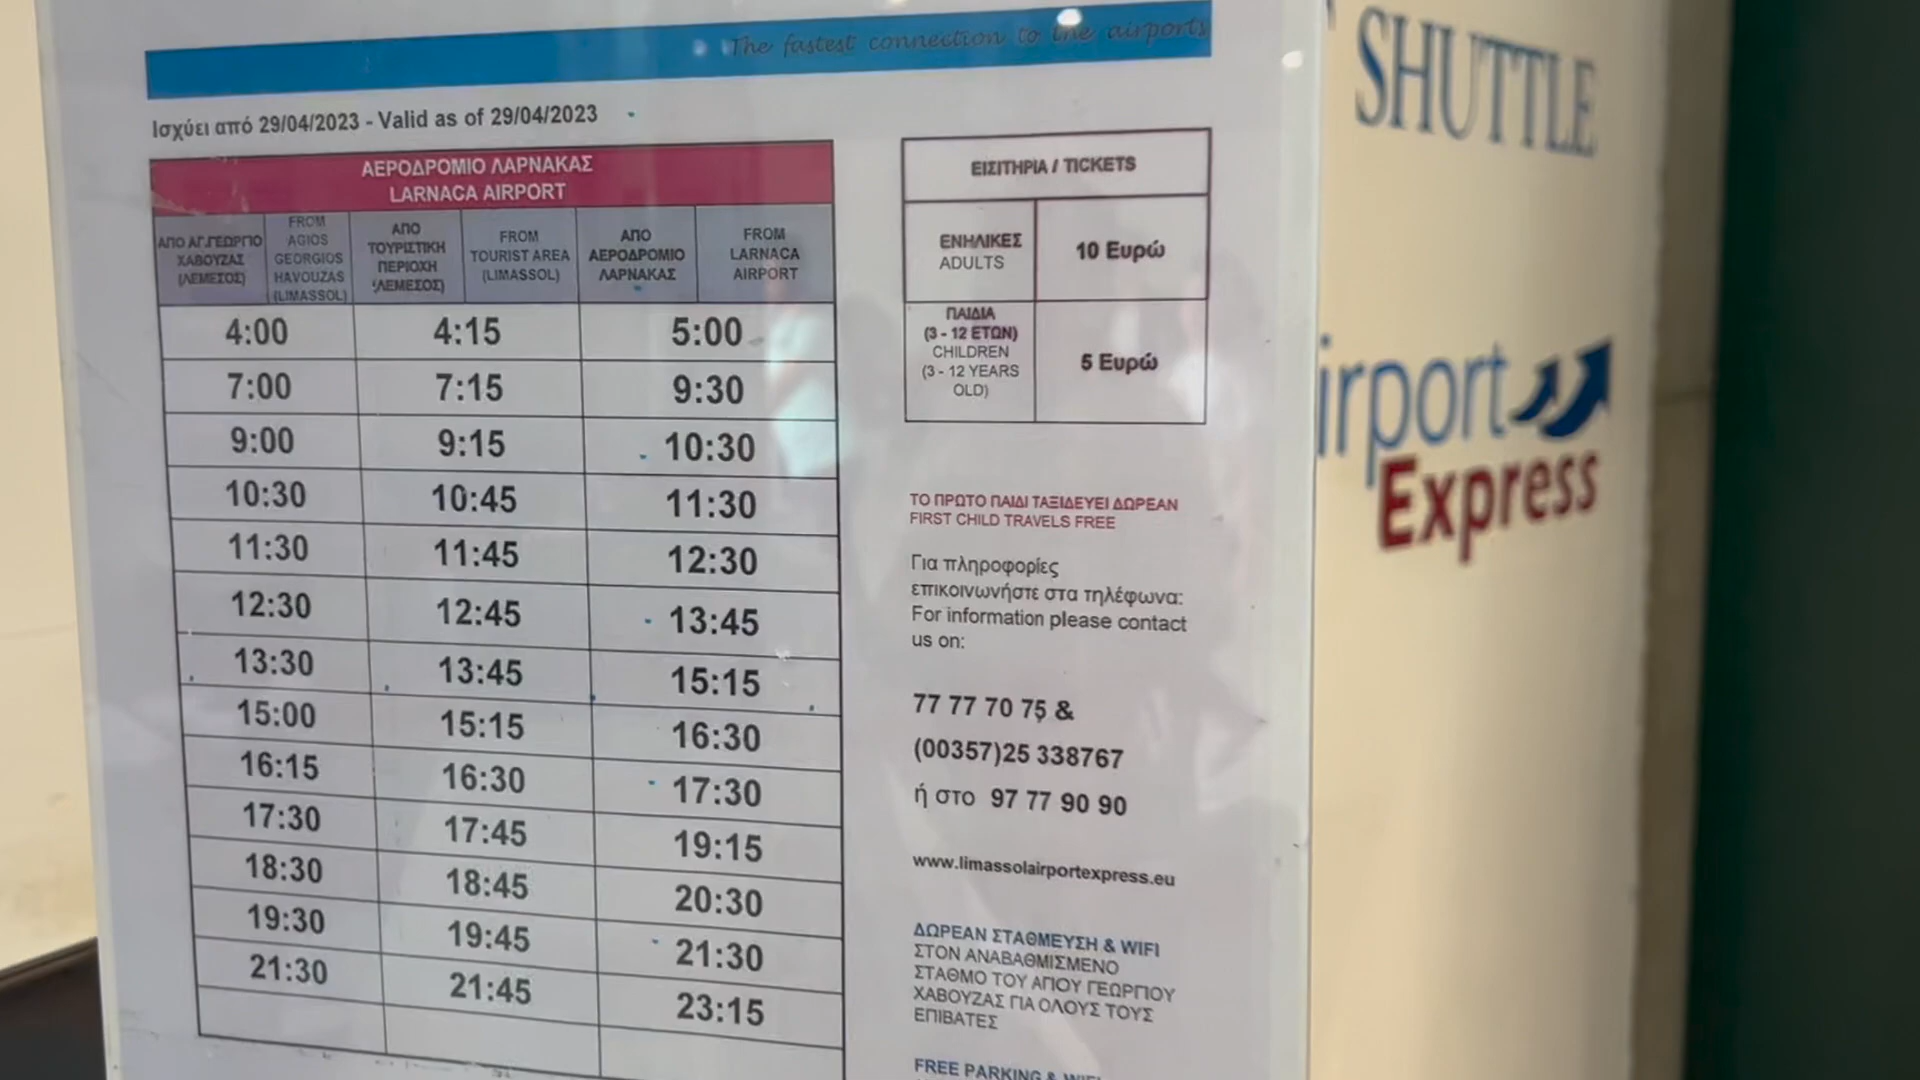 The fastest connection to the airports
Ισχύει από 29/04/2023 - Valid as of 29/04/2023
ΑΕΡΟΔΡΟΜΙΟ ΛΑΡΝΑΚΑΣ
LARNACA AIRPORT
ΑΠΟ ΑΓ.ΓΕΩΡΓΙΟ ΧΑΒΟΥΖΑΣ (ΛΕΜΕΣΟΣ) FROM AGIOS GEORGIOS HAVOUZAS (LIMASSOL) ΑΠΟ ΤΟΥΡΙΣΤΙΚΗ ΠΕΡΙΟΧΗ (ΛΕΜΕΣΟΣ) FROM TOURIST AREA (LIMASSOL) ΑΠΟ ΑΕΡΟΔΡΟΜΙΟ ΛΑΡΝΑΚΑΣ FROM LARNACA AIRPORT
4:00 4:15 5:00
7:00 7:15 9:30
9:00 9:15 10:30
10:30 10:45 11:30
11:30 11:45 12:30
12:30 12:45 13:45
13:30 13:45 15:15
15:00 15:15 16:30
16:15 16:30 17:30
17:30 17:45 19:15
18:30 18:45 20:30
19:30 19:45 21:30
21:30 21:45 23:15
ΕΙΣΙΤΗΡΙΑ / TICKETS
ΕΝΗΛΙΚΕΣ
ADULTS
10 Ευρώ
ΠΑΙΔΙΑ
(3 - 12 ΕΤΩΝ)
CHILDREN
(3 - 12 YEARS
OLD)
5 Ευρώ
ΤΟ ΠΡΩΤΟ ΠΑΙΔΙ ΤΑΞΙΔΕΥΕΙ ΔΩΡΕΑΝ
FIRST CHILD TRAVELS FREE
Για πληροφορίες
επικοινωνήστε στα τηλέφωνα:
For information please contact
us on:
77 77 70 75 &
(00357)25 338767
ή στο 97 77 90 90
www.limassolairportexpress.eu
ΔΩΡΕΑΝ ΣΤΑΘΜΕΥΣΗ & WIFI
ΣΤΟΝ ΑΝΑΒΑΘΜΙΣΜΕΝΟ
ΣΤΑΘΜΟ ΤΟΥ ΑΓΙΟΥ ΓΕΩΡΓΙΟΥ
ΧΑΒΟΥΖΑΣ ΓΙΑ ΟΛΟΥΣ ΤΟΥΣ
ΕΠΙΒΑΤΕΣ
FREE PARKING & WIFI
SHUTTLE
irport
Express